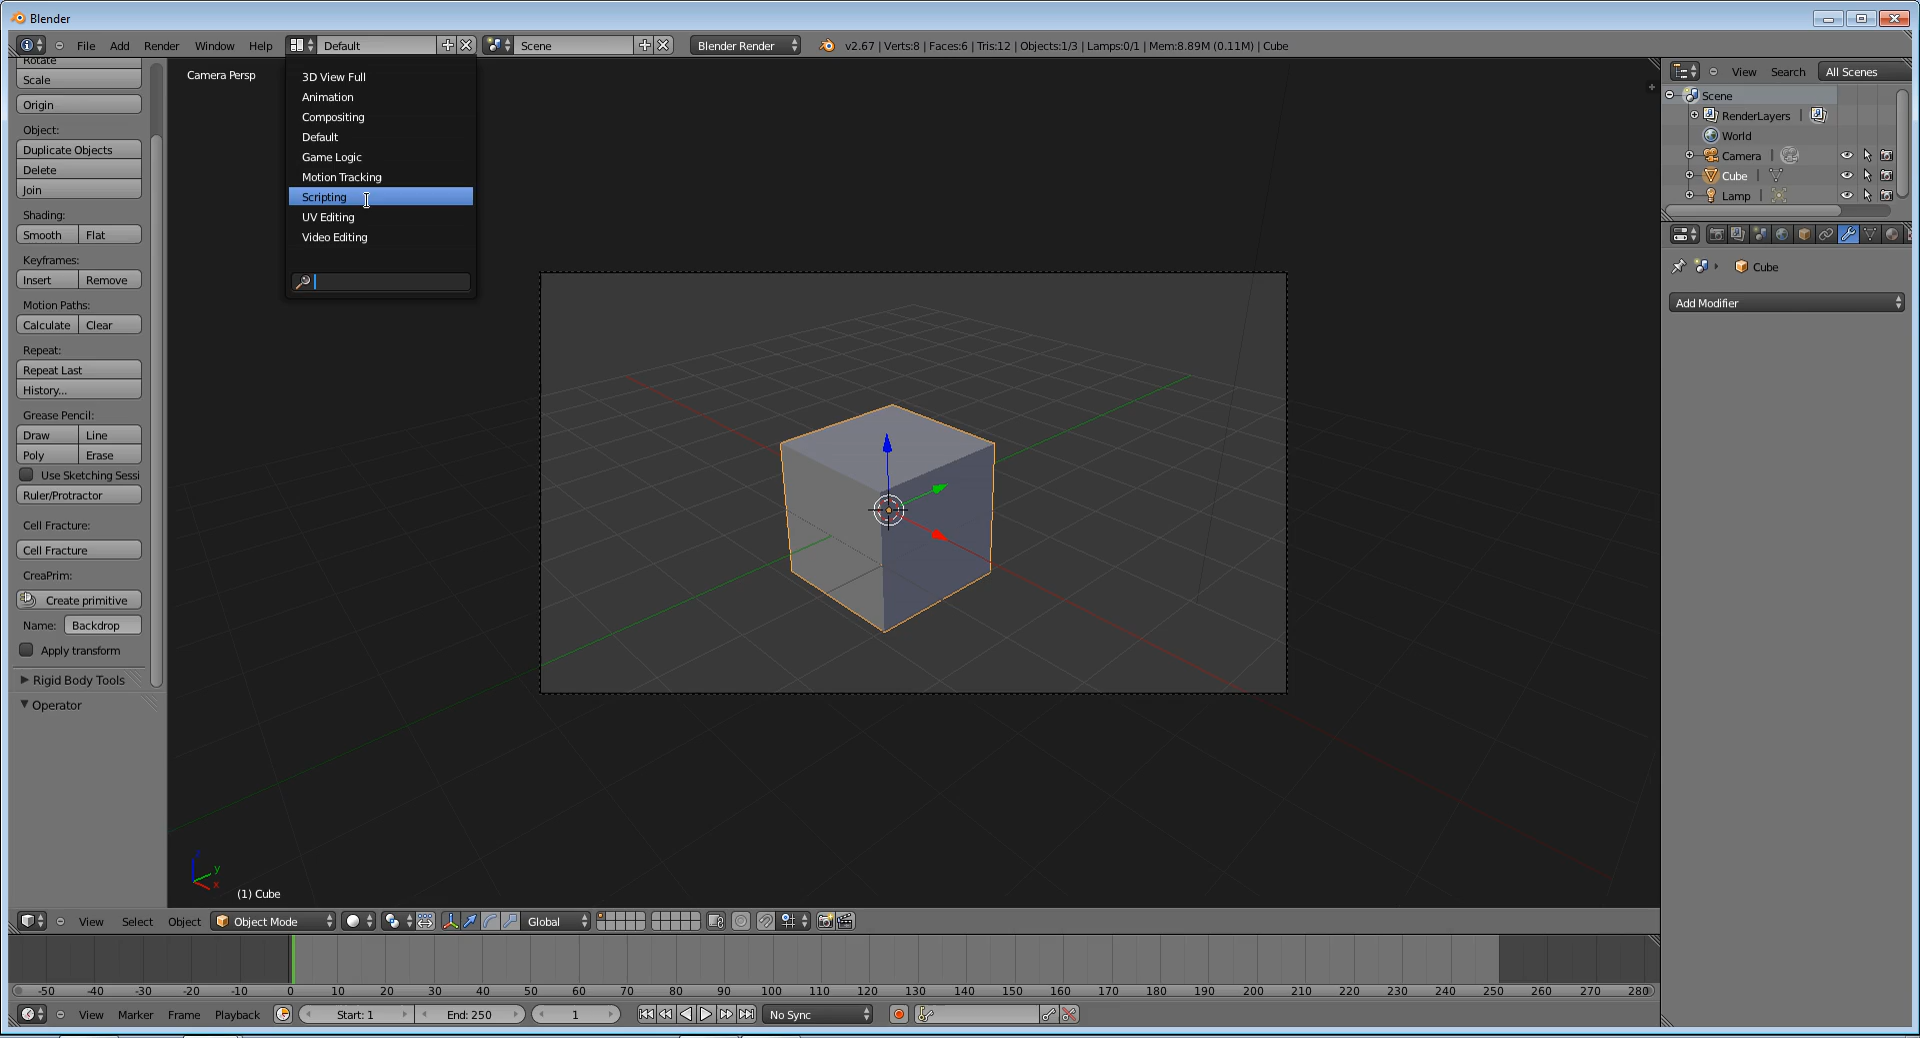 Blender
File Add Render Window Help Default Scene Blender Render v2.67 | Verts:8 | Faces:6 | Tris:12 | Objects:1/3 | Lamps:0/1 | Mem:8.89M (0.11M) | Cube
Rotate
Scale
Origin
Object:
Duplicate Objects
Delete
Join
Shading:
Smooth Flat
Keyframes:
Insert Remove
Motion Paths:
Calculate Clear
Repeat:
Repeat Last
History...
Grease Pencil:
Draw Line
Poly Erase
Use Sketching Sessi
Ruler/Protractor
Cell Fracture:
Cell Fracture
CreaPrim:
Create primitive
Name: Backdrop
Apply transform
Rigid Body Tools
Operator
Camera Persp
3D View Full
Animation
Compositing
Default
Game Logic
Motion Tracking
Scripting
UV Editing
Video Editing
z
y
x
(1) Cube
View Search All Scenes
Scene
RenderLayers |
World
Camera |
Cube |
Lamp |
Cube
Add Modifier
View Select Object Object Mode Global
-50 -40 -30 -20 -10 0 10 20 30 40 50 60 70 80 90 100 110 120 130 140 150 160 170 180 190 200 210 220 230 240 250 260 270 280
View Marker Frame Playback Start: 1 End: 250 1 No Sync